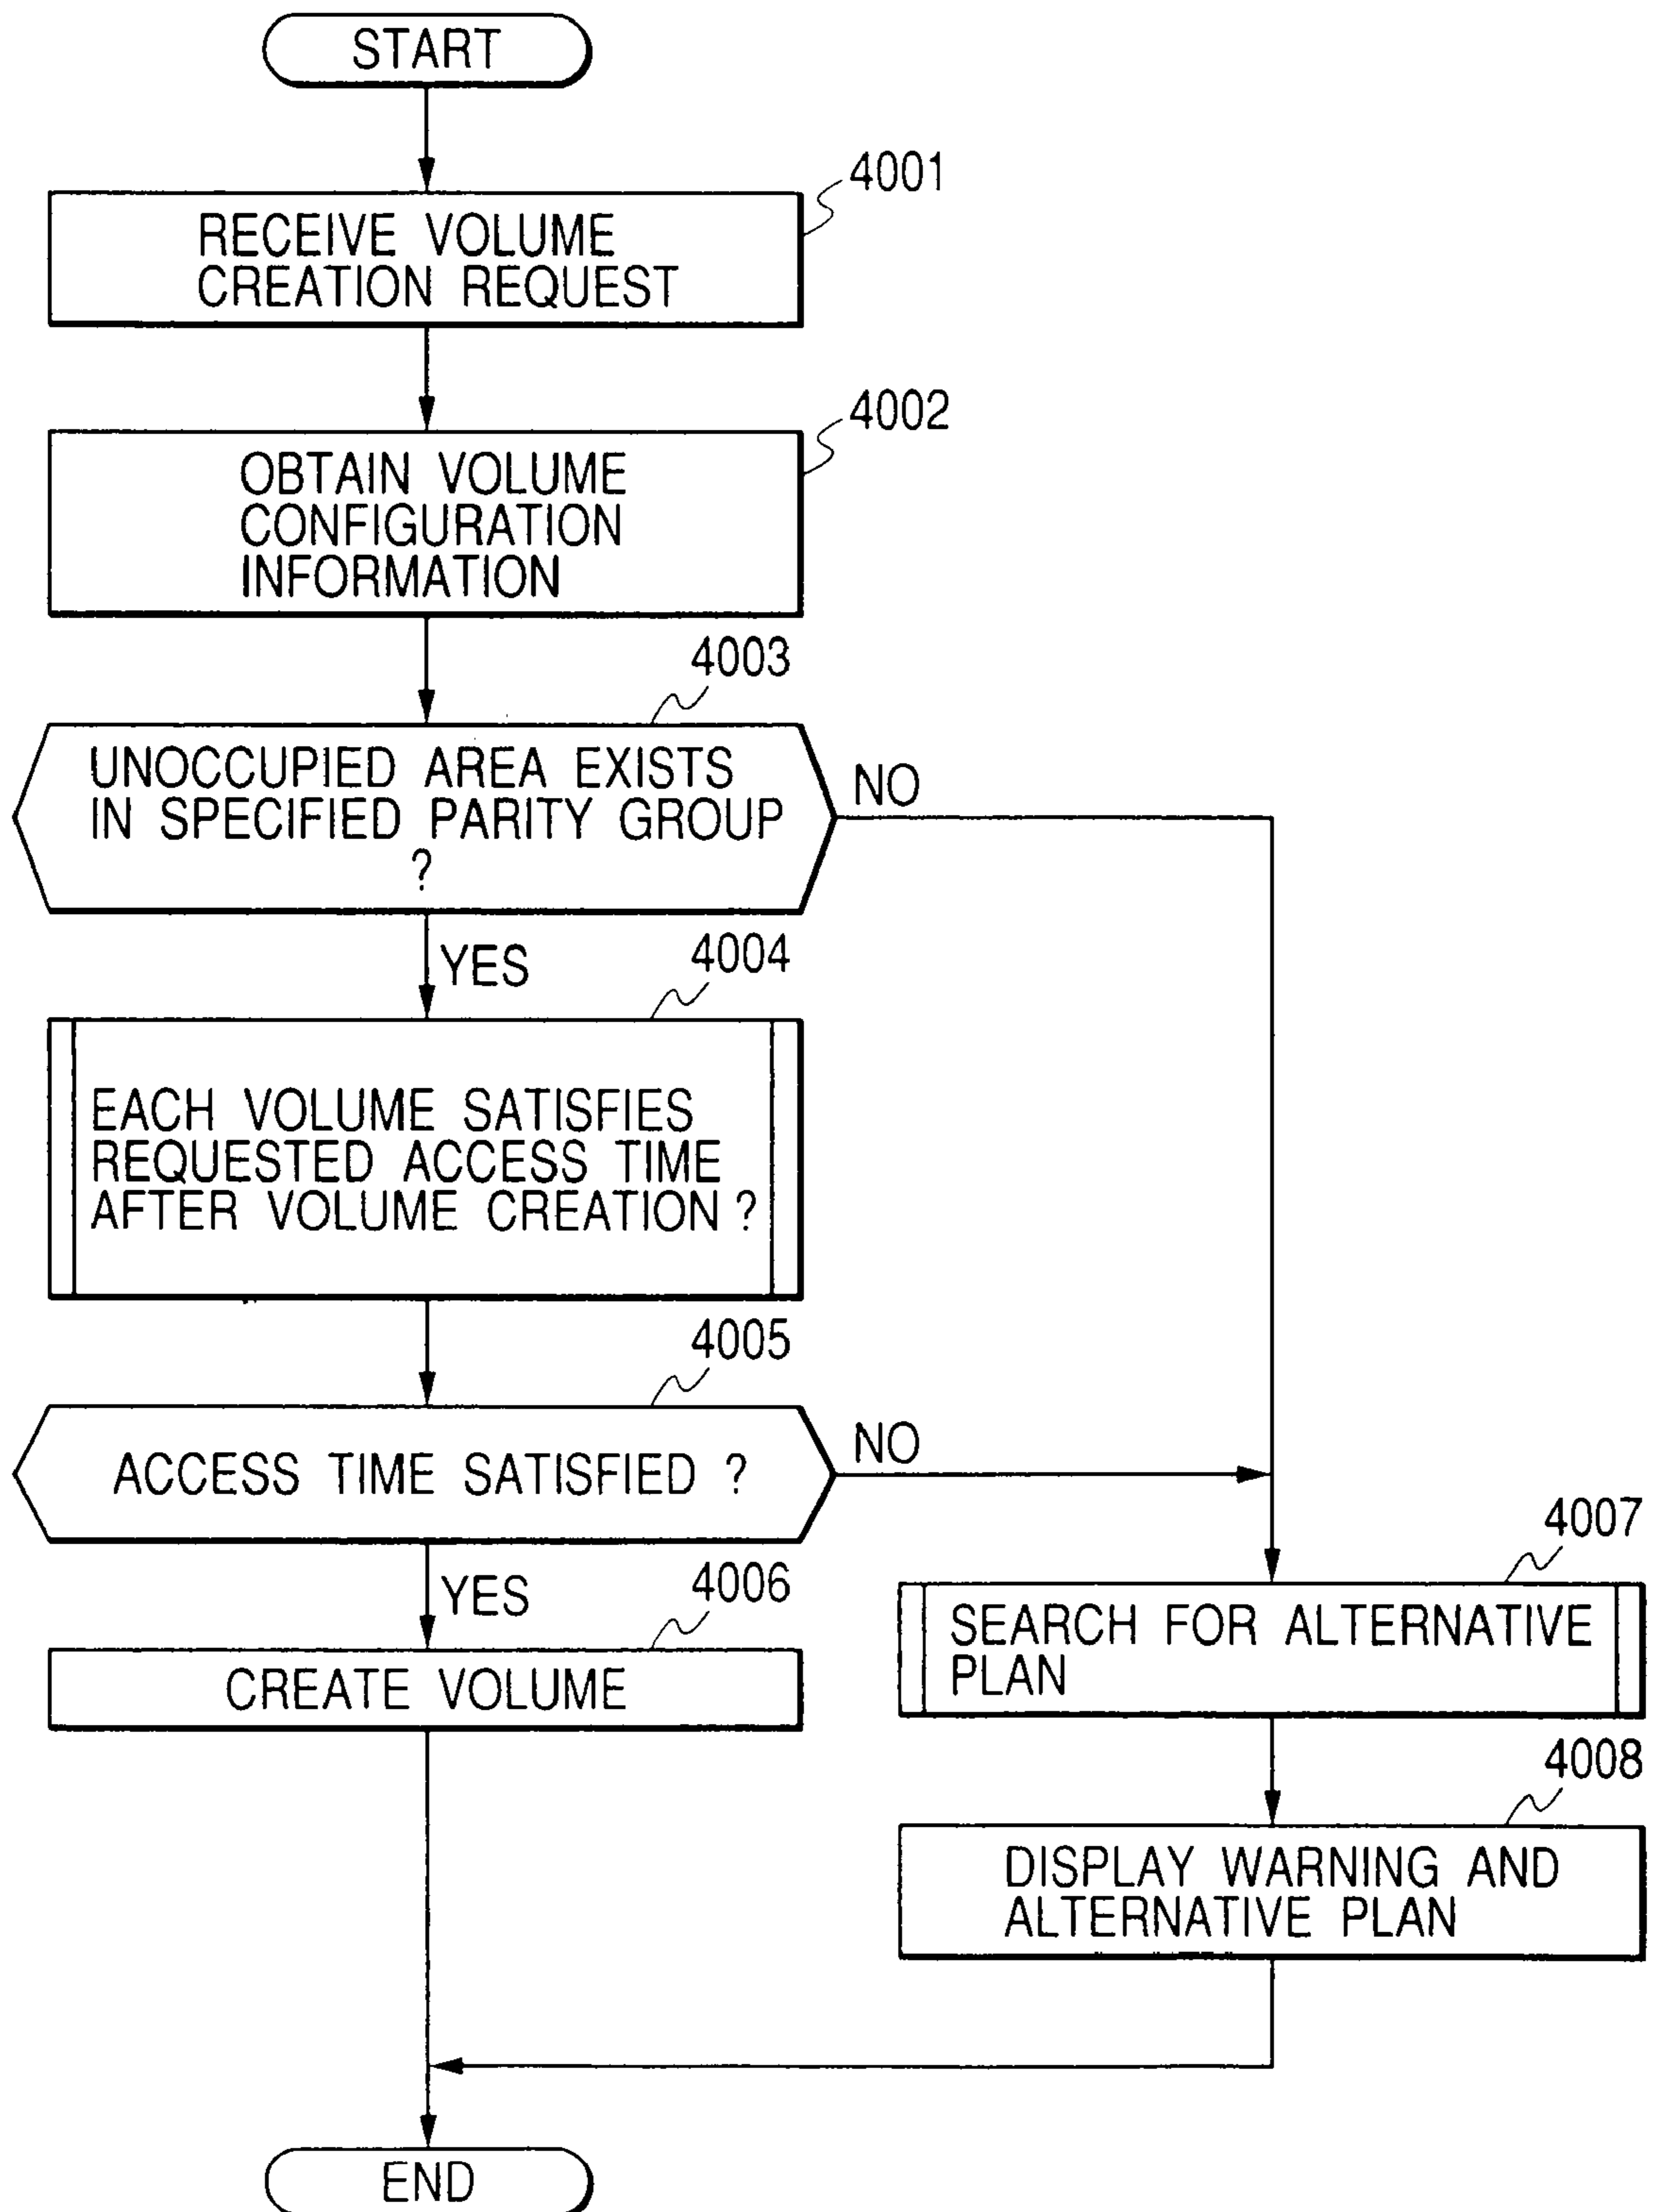 START
4001
RECEIVE VOLUME
CREATION REQUEST
4002
OBTAIN VOLUME
CONFIGURATION
INFORMATION
4003
UNOCCUPIED AREA EXISTS
IN SPECIFIED PARITY GROUP
?
NO
YES
4004
EACH VOLUME SATISFIES
REQUESTED ACCESS TIME
AFTER VOLUME CREATION ?
4005
ACCESS TIME SATISFIED ?
NO
YES
4006
CREATE VOLUME
4007
SEARCH FOR ALTERNATIVE
PLAN
4008
DISPLAY WARNING AND
ALTERNATIVE PLAN
END